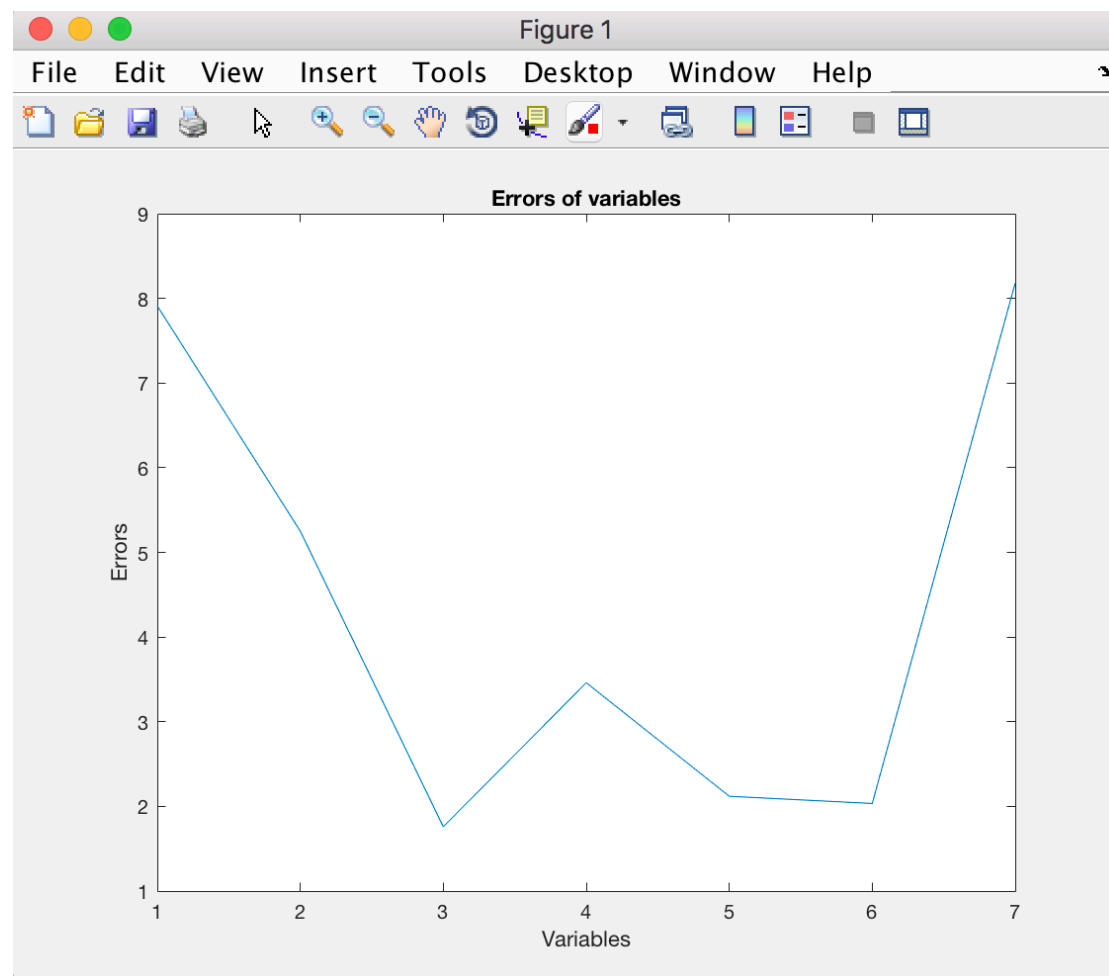 Figure 1
File Edit View Insert Tools Desktop Window Help
Errors of variables
9
8
7
6
5
4
3
2
1
Errors
1 2 3 4 5 6 7
Variables